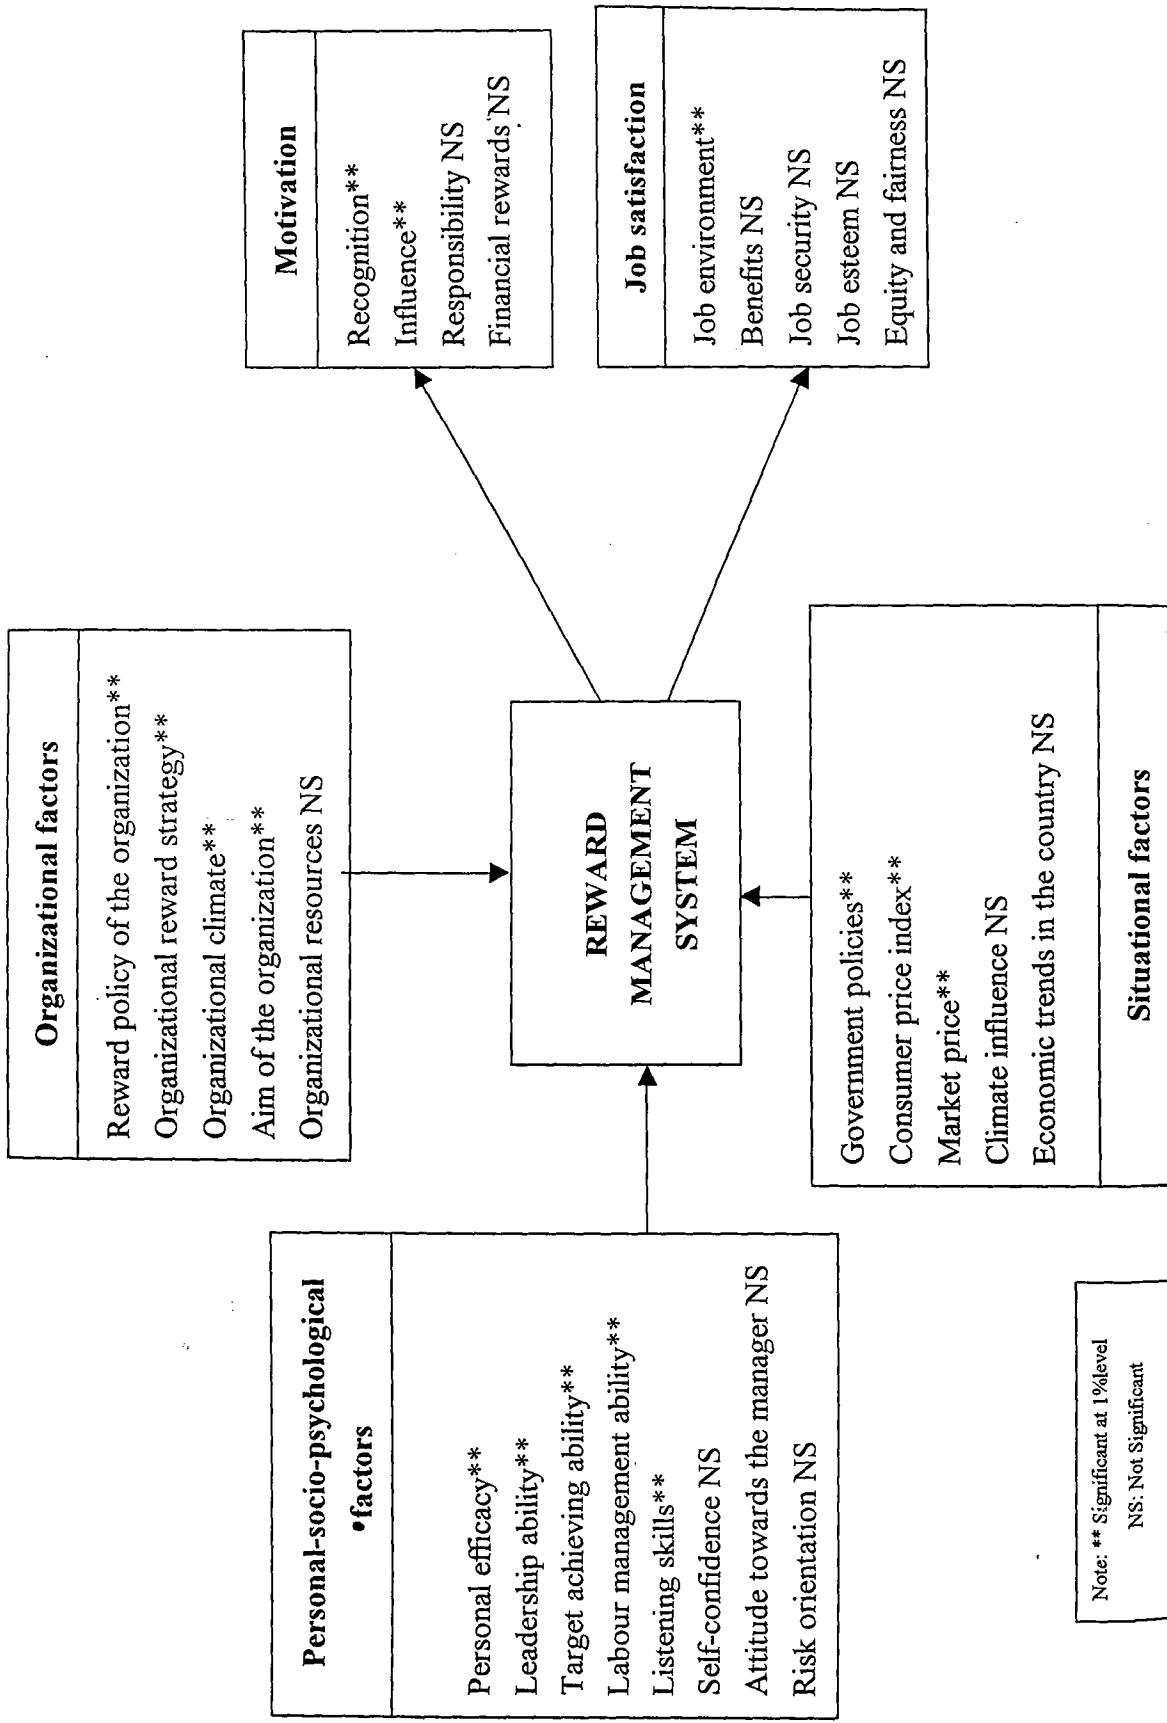 Organizational factors
Reward policy of the organization**
Organizational reward strategy**
Organizational climate**
Aim of the organization**
Organizational resources NS
Personal-socio-psychological
factors
Personal efficacy**
Leadership ability**
Target achieving ability**
Labour management ability**
Listening skills**
Self-confidence NS
Attitude towards the manager NS
Risk orientation NS
REWARD
MANAGEMENT
SYSTEM
Motivation
Recognition**
Influence**
Responsibility NS
Financial rewards NS
Job satisfaction
Job environment**
Benefits NS
Job security NS
Job esteem NS
Equity and fairness NS
Government policies**
Consumer price index**
Market price**
Climate influence NS
Economic trends in the country NS
Situational factors
Note: ** Significant at 1%level
NS: Not Significant